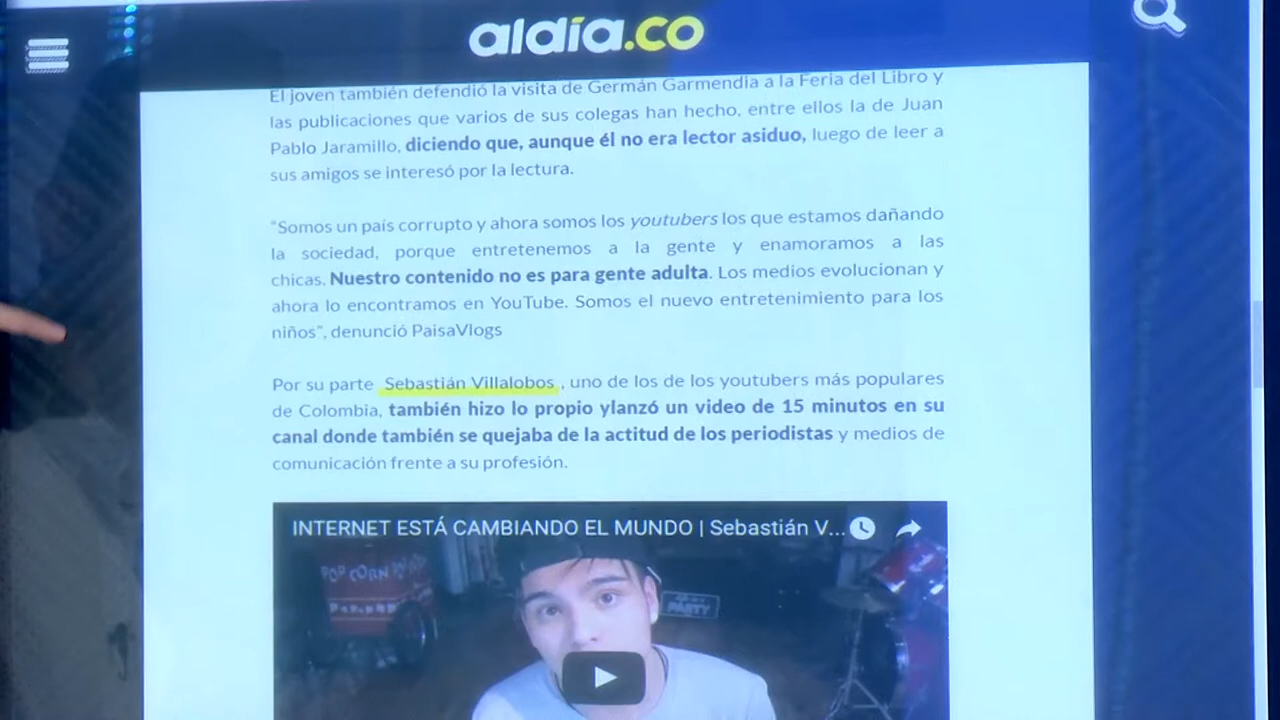 aldía.co
El joven también defendió la visita de Germán Garmendia a la Feria del Libro y
las publicaciones que varios de sus colegas han hecho, entre ellos la de Juan
Pablo Jaramillo, diciendo que, aunque él no era lector asiduo, luego de leer a
sus amigos se interesó por la lectura.
"Somos un país corrupto y ahora somos los youtubers los que estamos dañando
la sociedad, porque entretenemos a la gente y enamoramos a las
chicas. Nuestro contenido no es para gente adulta. Los medios evolucionan y
ahora lo encontramos en YouTube. Somos el nuevo entretenimiento para los
niños", denunció PaisaVlogs
Por su parte Sebastián Villalobos , uno de los de los youtubers más populares
de Colombia, también hizo lo propio ylanzó un video de 15 minutos en su
canal donde también se quejaba de la actitud de los periodistas y medios de
comunicación frente a su profesión.
INTERNET ESTÁ CAMBIANDO EL MUNDO | Sebastián V...
POP CORN
PARTY